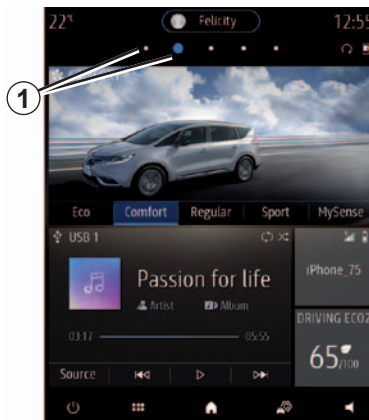 22° Felicity 12:55
1
Eco Comfort Regular Sport MySense
USB 1
Passion for life
Artist Album
03:17 05:55
Source
iPhone_75
DRIVING ECO2
65/100